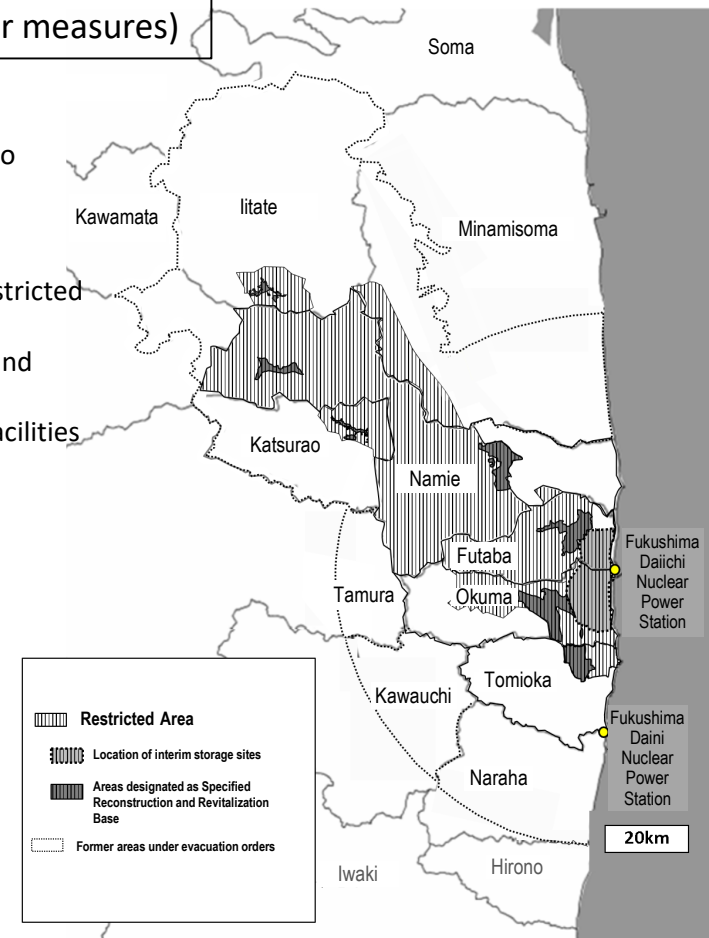 r measures)
o
stricted
nd
acilities
Soma
Kawamata
Iitate
Minamisoma
Katsurao
Namie
Futaba
Okuma
Tamura
Kawauchi
Tomioka
Naraha
Iwaki
Hirono
Fukushima
Daiichi
Nuclear
Power
Station
Fukushima
Daini
Nuclear
Power
Station
20km
Restricted Area
Location of interim storage sites
Areas designated as Specified
Reconstruction and Revitalization
Base
Former areas under evacuation orders